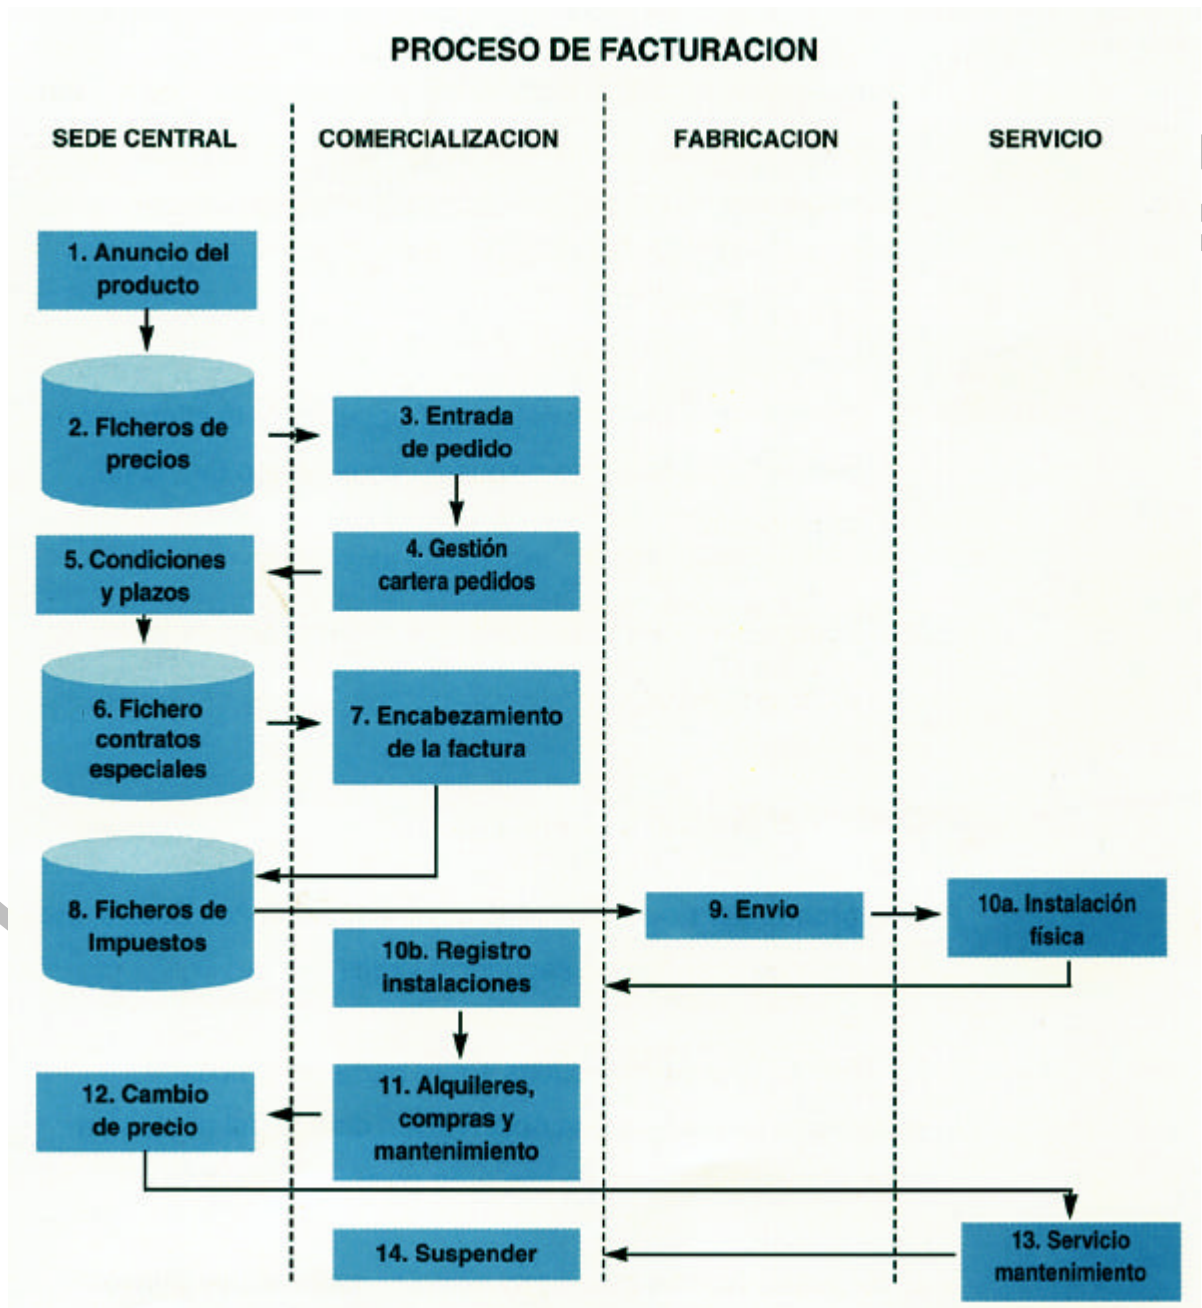 PROCESO DE FACTURACION
SEDE CENTRAL
COMERCIALIZACION
FABRICACION
SERVICIO
1. Anuncio del
producto
2. Ficheros de
precios
3. Entrada
de pedido
4. Gestión
cartera pedidos
5. Condiciones
y plazos
6. Fichero
contratos
especiales
7. Encabezamiento
de la factura
8. Ficheros de
Impuestos
9. Envio
10a. Instalación
física
10b. Registro
instalaciones
11. Alquileres,
compras y
mantenimiento
12. Cambio
de precio
13. Servicio
mantenimiento
14. Suspender